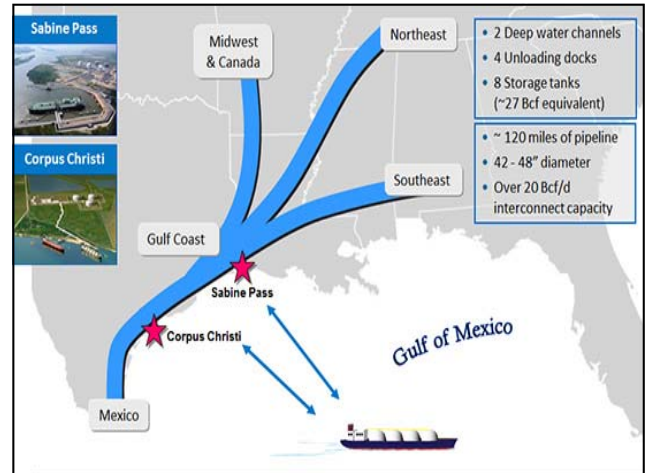 Sabine Pass
Corpus Christi
Midwest
& Canada
Northeast
• 2 Deep water channels
• 4 Unloading docks
• 8 Storage tanks
(~27 Bcf equivalent)
• ~ 120 miles of pipeline
• 42 - 48" diameter
• Over 20 Bcf/d
interconnect capacity
Southeast
Gulf Coast
Sabine Pass
Corpus Christi
Gulf of Mexico
Mexico